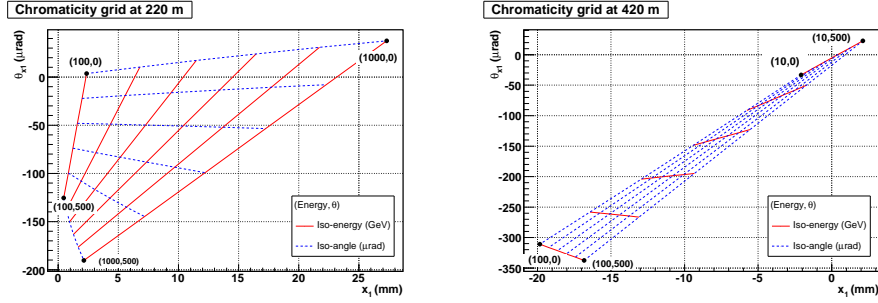 Chromaticity grid at 220 m
θx1 (μrad)
0
-50
-100
-150
-200
(100,0)
(1000,0)
(100,500)
(1000,500)
(Energy, θ)
Iso-energy (GeV)
Iso-angle (μrad)
0 5 10 15 20 25
x1 (mm)
Chromaticity grid at 420 m
θx1 (μrad)
50
0
-50
-100
-150
-200
-250
-300
-350
(10,500)
(10,0)
(100,0)
(100,500)
(Energy, θ)
Iso-energy (GeV)
Iso-angle (μrad)
-20 -15 -10 -5 0
x1 (mm)